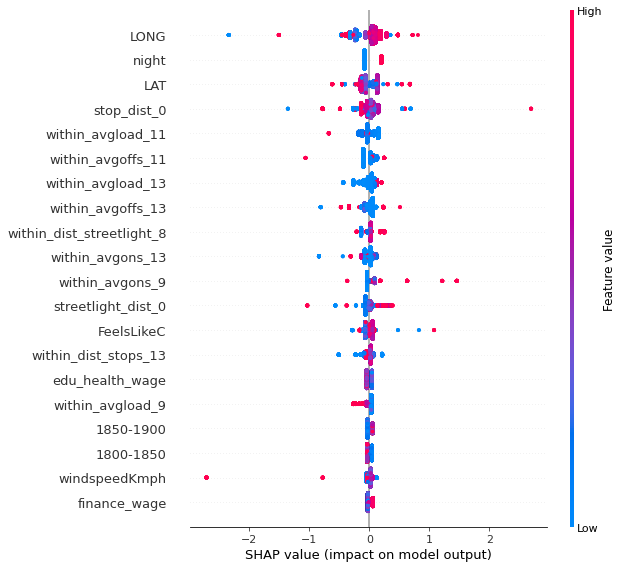 High
LONG
night
LAT
stop_dist_0
within_avgload_11
within_avgoffs_11
within_avgload_13
within_avgoffs_13
within_dist_streetlight_8
within_avgons_13
within_avgons_9
streetlight_dist_0
FeelsLikeC
within_dist_stops_13
edu_health_wage
within_avgload_9
1850-1900
1800-1850
windspeedKmph
finance_wage
Feature value
Low
−2 −1 0 1 2
SHAP value (impact on model output)